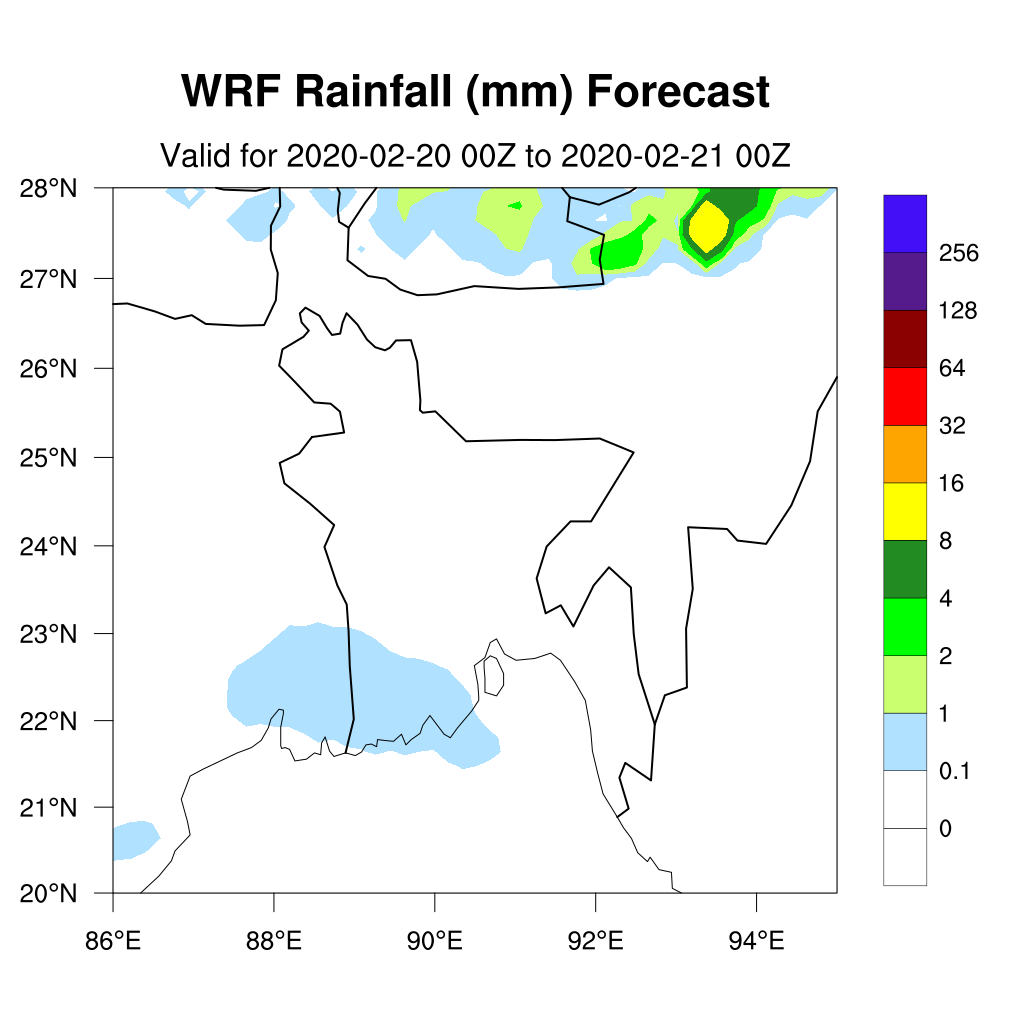 WRF Rainfall (mm) Forecast
Valid for 2020-02-20 00Z to 2020-02-21 00Z
28°N
27°N
26°N
25°N
24°N
23°N
22°N
21°N
20°N
86°E 88°E 90°E 92°E 94°E
256
128
64
32
16
8
4
2
1
0.1
0